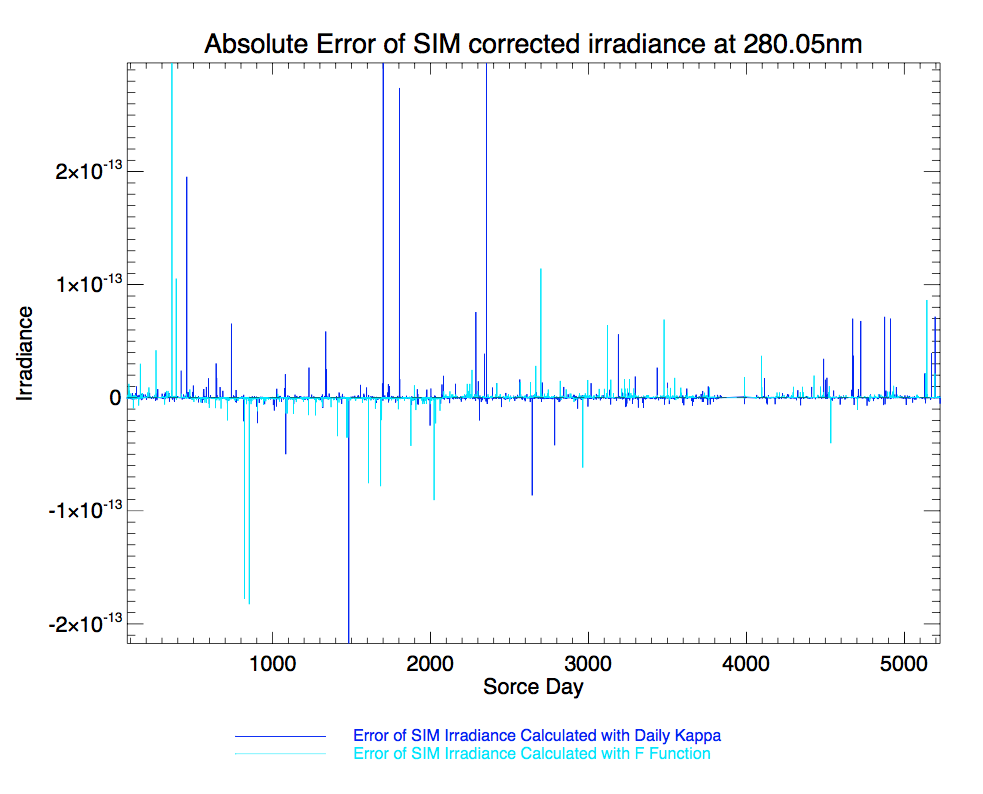 Absolute Error of SIM corrected irradiance at 280.05nm
2×10⁻¹³
1×10⁻¹³
0
-1×10⁻¹³
-2×10⁻¹³
Irradiance
1000 2000 3000 4000 5000
Sorce Day
Error of SIM Irradiance Calculated with Daily Kappa
Error of SIM Irradiance Calculated with F Function